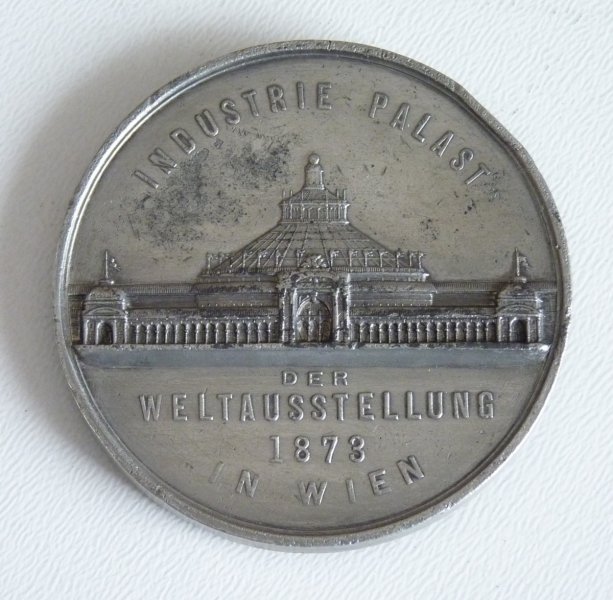 INDUSTRIE PALAST
DER
WELTAUSSTELLUNG
1873
IN WIEN